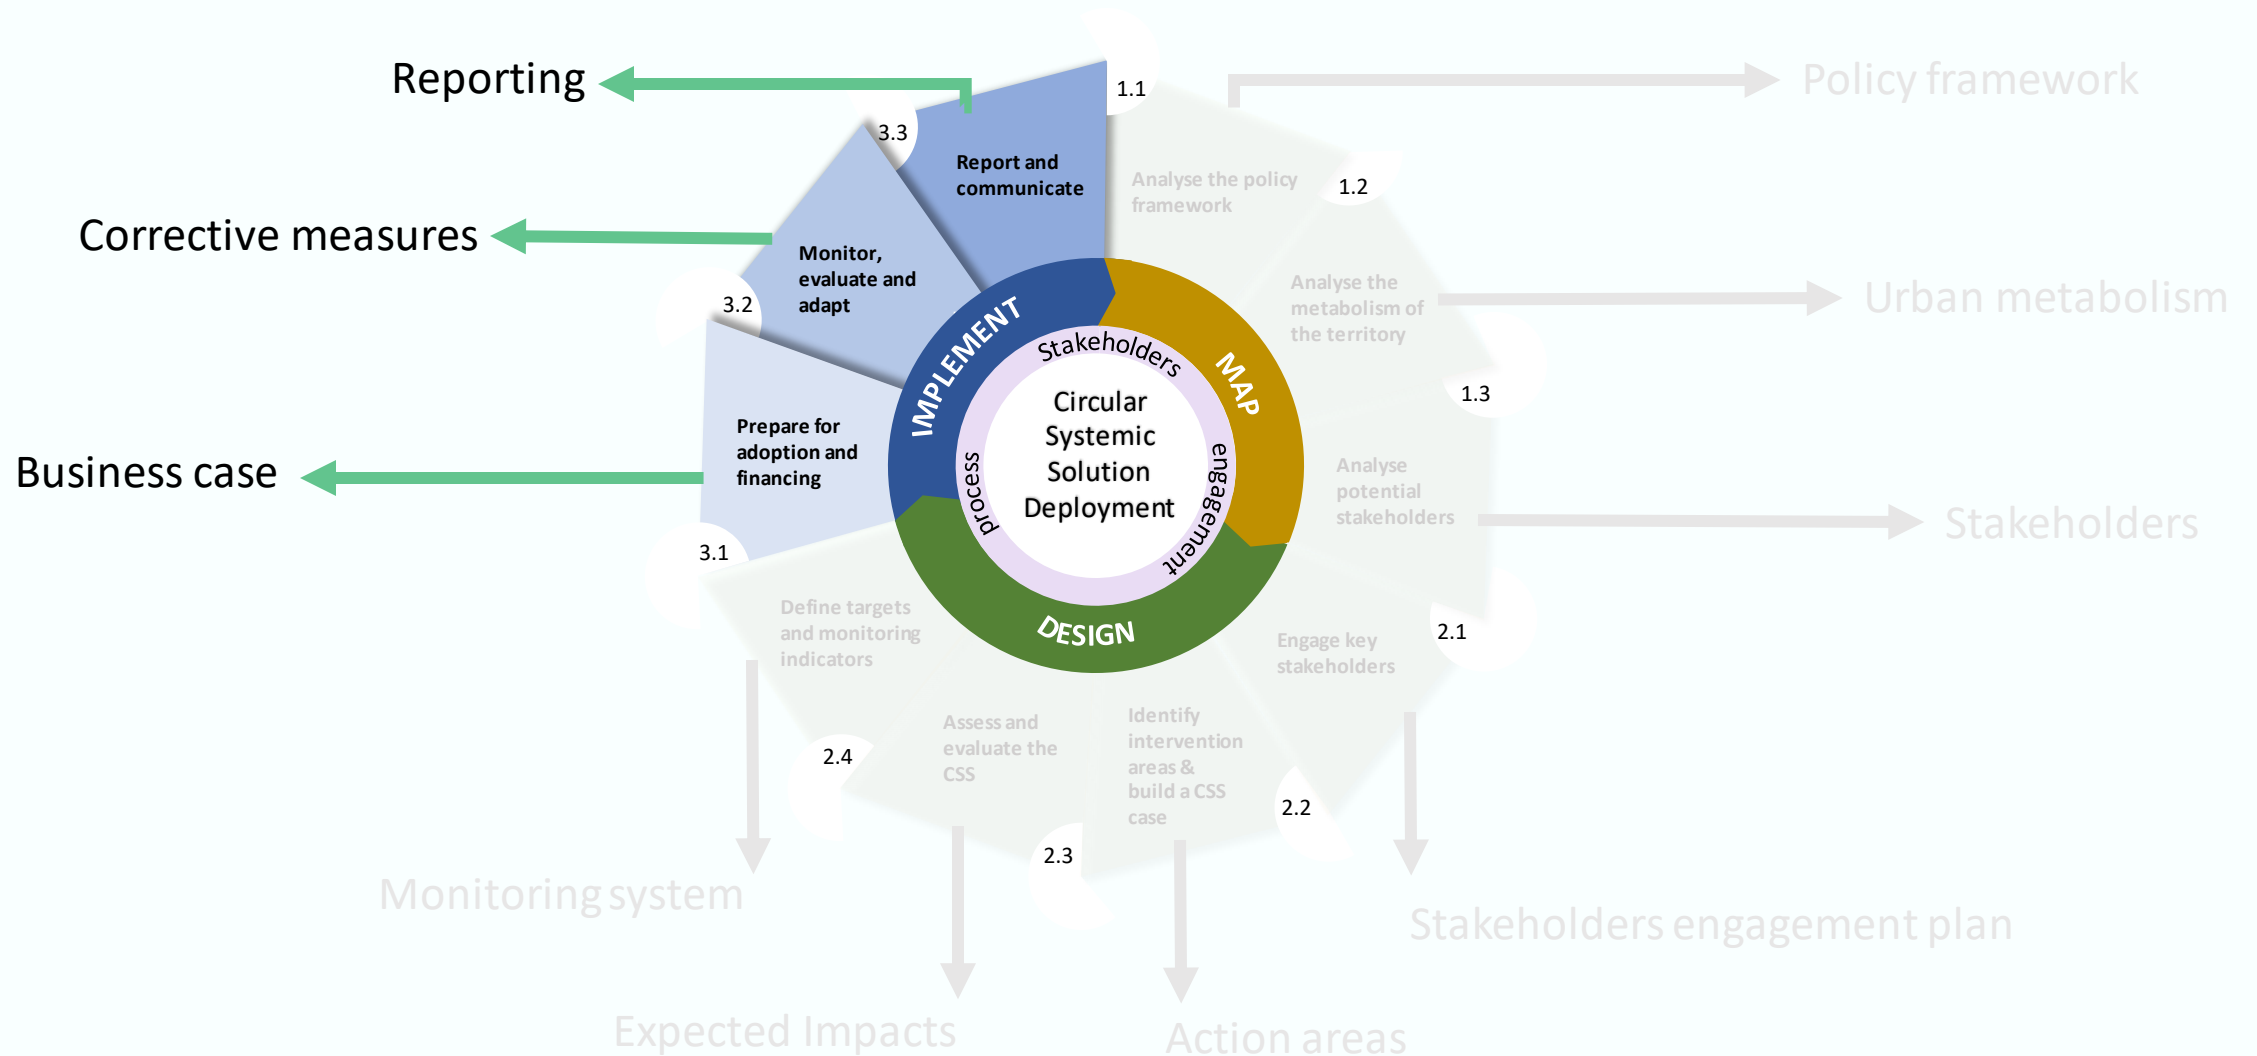 Reporting
Corrective measures
Business case
Policy framework
Urban metabolism
Stakeholders
Stakeholders engagement plan
Action areas
Expected Impacts
Monitoring system
1.1
Analyse the policy
framework
1.2
Analyse the
metabolism of
the territory
1.3
Analyse
potential
stakeholders
2.1
Engage key
stakeholders
2.2
Identify
intervention
areas &
build a CSS
case
2.3
Assess and
evaluate the
CSS
2.4
Define targets
and monitoring
indicators
3.1
Prepare for
adoption and
financing
3.2
Monitor,
evaluate and
adapt
3.3
Report and
communicate
MAP
DESIGN
IMPLEMENT
Stakeholders
engagement
process
Circular
Systemic
Solution
Deployment